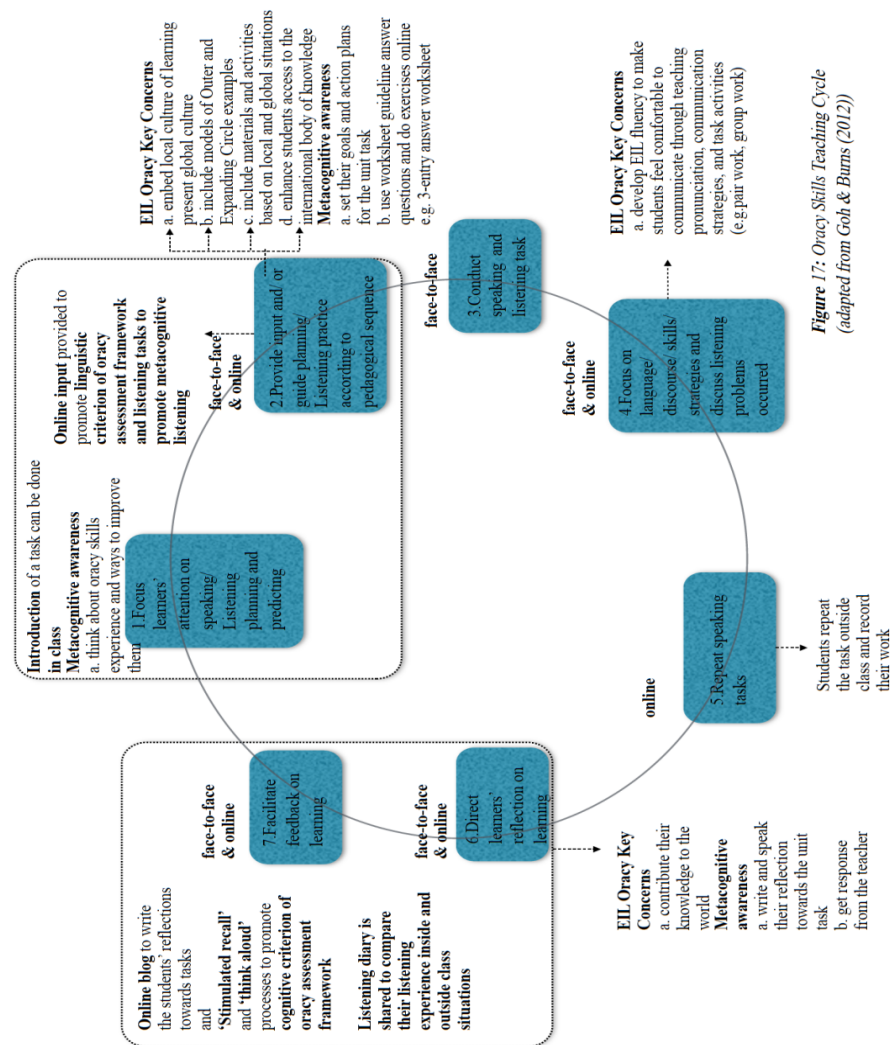 Introduction of a task can be done
in class
Metacognitive awareness
a. think about oracy skills
experience and ways to improve
them
1.Focus
learners’
attention on
speaking/
Listening
planning and
predicting
Online input provided to
promote linguistic
criterion of oracy
assessment framework
and listening tasks to
promote metacognitive
listening
face-to-face
& online
2.Provide input and/ or
guide planning/
Listening practice
according to
pedagogical sequence
EIL Oracy Key Concerns
a. embed local culture of learning
present global culture
b. include models of Outer and
Expanding Circle examples
c. include materials and activities
based on local and global situations
d. enhance students access to the
international body of knowledge
Metacognitive awareness
a. set their goals and action plans
for the unit task
b. use worksheet guideline answer
questions and do exercises online
e.g. 3-entry answer worksheet
face-to-face
3.Conduct
speaking and
listening task
face-to-face
& online
4.Focus on
language/
discourse/ skills/
strategies and
discuss listening
problems
occurred
EIL Oracy Key Concerns
a. develop EIL fluency to make
students feel comfortable to
communicate through teaching
pronunciation, communication
strategies, and task activities
(e.g.pair work, group work)
online
5.Repeat speaking
tasks
Students repeat
the task outside
class and record
their work
face-to-face
& online
6.Direct
learners’
reflection on
learning
EIL Oracy Key
Concerns
a. contribute their
knowledge to the
world
Metacognitive
awareness
a. write and speak
their reflection
towards the unit
task
b. get response
from the teacher
face-to-face
& online
7.Facilitate
feedback on
learning
Online blog to write
the students’ reflections
towards tasks
and
‘Stimulated recall’
and ‘think aloud’
processes to promote
cognitive criterion of
oracy assessment
framework
Listening diary is
shared to compare
their listening
experience inside and
outside class
situations
Figure 17: Oracy Skills Teaching Cycle
(adapted from Goh & Burns (2012))